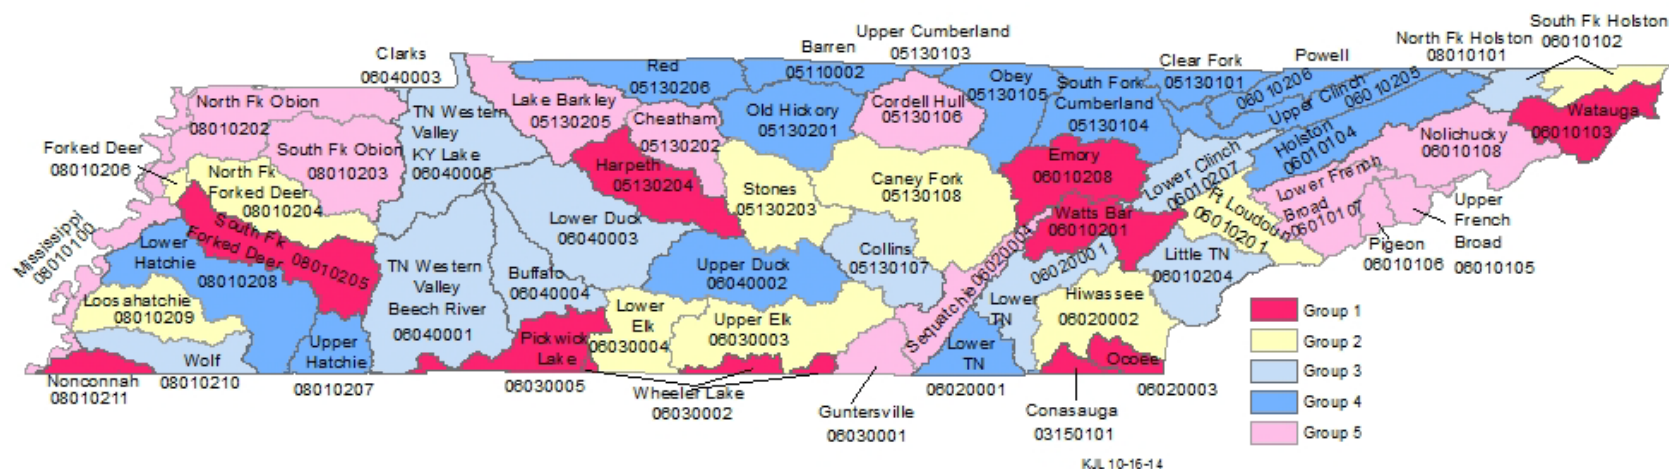 South Fk Holston
06010102
North Fk Holston
08010101
Upper Cumberland
05130103
Clarks
06040003
Barren
05110002
Clear Fork
05130101
Powell
06010206
Red
05130206
Obey
05130105
South Fork
Cumberland
05130104
Upper Clinch
06010205
North Fk Obion
08010202
TN Western
Valley
KY Lake
06040005
Lake Barkley
05130205
Cheatham
05130202
Old Hickory
05130201
Cordell Hull
05130106
Holston
06010104
Nolichucky
06010108
Watauga
06010103
Forked Deer
08010206
South Fk Obion
08010203
North Fk
Forked Deer
08010204
Harpeth
05130204
Stones
05130203
Caney Fork
05130108
Emory
06010208
Lower Clinch
06010207
Lower French
Broad
06010107
Ft Loudoun
06010201
Upper
French
Broad
06010105
Pigeon
06010106
Mississippi
08010100
South Fk
Forked Deer
08010205
Lower
Hatchie
08010208
Lower Duck
06040003
Watts Bar
06010201
Collins
05130107
Sequatchie 06020004
06020001
Little TN
06010204
TN Western
Valley
Beech River
06040001
Buffalo
06040004
Upper Duck
06040002
Loosahatchie
08010209
Lower
Elk
06030004
Upper Elk
06030003
Lower
TN
Hiwassee
06020002
Wolf
08010210
Upper
Hatchie
08010207
Pickwick
Lake
06030005
Lower
TN
06020001
Ocoee
06020003
Nonconnah
08010211
Wheeler Lake
06030002
Guntersville
06030001
Conasauga
03150101
Group 1
Group 2
Group 3
Group 4
Group 5
KJL 10-16-14